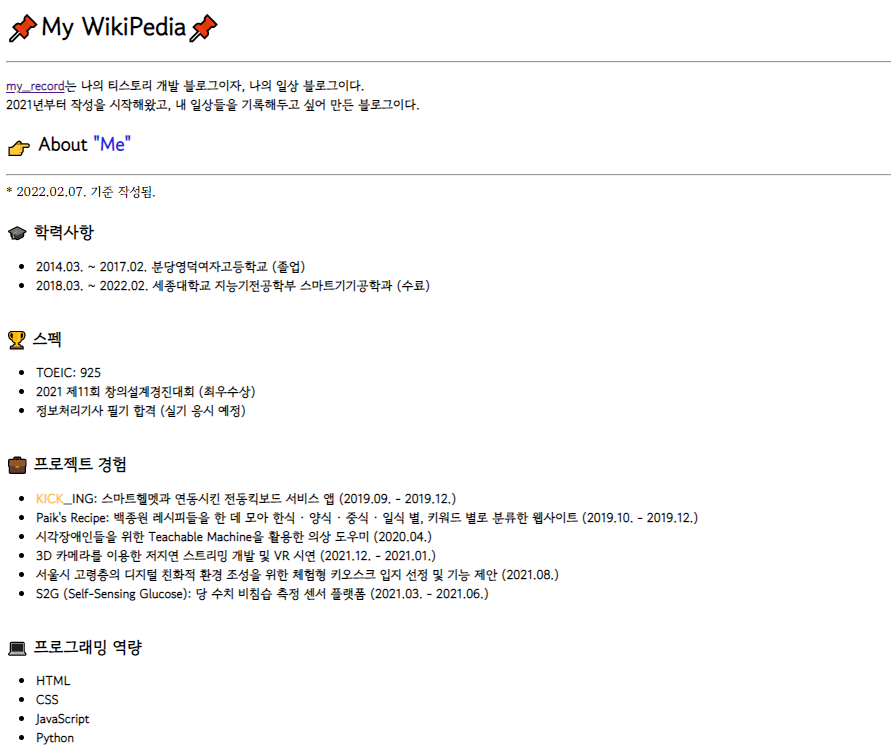 📌My WikiPedia📌
my_record는 나의 티스토리 개발 블로그이자, 나의 일상 블로그이다.
2021년부터 작성을 시작해왔고, 내 일상들을 기록해두고 싶어 만든 블로그이다.
👉 About "Me"
* 2022.02.07. 기준 작성됨.
🎓 학력사항
• 2014.03. ~ 2017.02. 분당영덕여자고등학교 (졸업)
• 2018.03. ~ 2022.02. 세종대학교 지능기전공학부 스마트기기공학과 (수료)
🏆 스펙
• TOEIC: 925
• 2021 제11회 창의설계경진대회 (최우수상)
• 정보처리기사 필기 합격 (실기 응시 예정)
💼 프로젝트 경험
• KICK_ING: 스마트헬멧과 연동시킨 전동킥보드 서비스 앱 (2019.09. - 2019.12.)
• Paik's Recipe: 백종원 레시피들을 한 데 모아 한식 · 양식 · 중식 · 일식 별, 키워드 별로 분류한 웹사이트 (2019.10. - 2019.12.)
• 시각장애인들을 위한 Teachable Machine을 활용한 의상 도우미 (2020.04.)
• 3D 카메라를 이용한 저지연 스트리밍 개발 및 VR 시연 (2021.12. - 2021.01.)
• 서울시 고령층의 디지털 친화적 환경 조성을 위한 체험형 키오스크 입지 선정 및 기능 제안 (2021.08.)
• S2G (Self-Sensing Glucose): 당 수치 비침습 측정 센서 플랫폼 (2021.03. - 2021.06.)
💻 프로그래밍 역량
• HTML
• CSS
• JavaScript
• Python